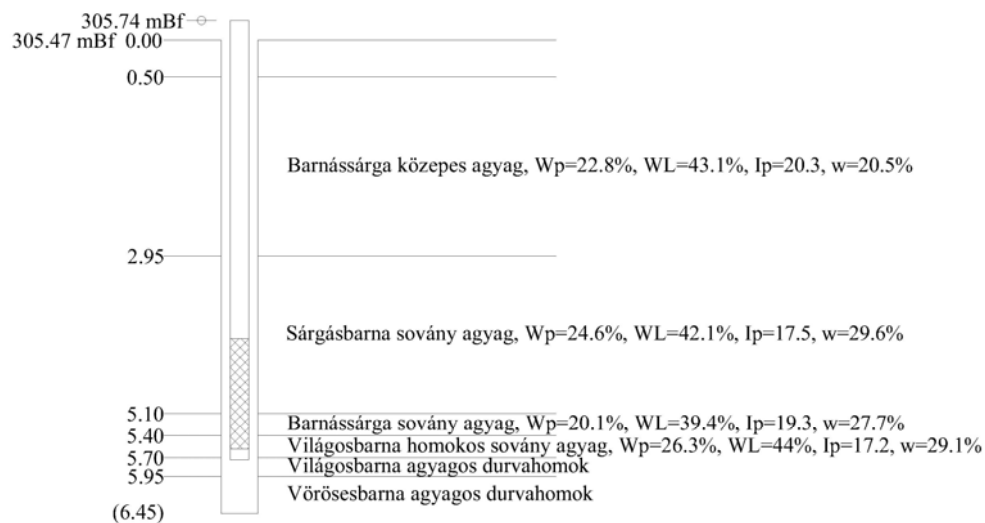 305.74 mBf
305.47 mBf 0.00
0.50
Barnássárga közepes agyag, Wp=22.8%, WL=43.1%, Ip=20.3, w=20.5%
2.95
Sárgásbarna sovány agyag, Wp=24.6%, WL=42.1%, Ip=17.5, w=29.6%
5.10
Barnássárga sovány agyag, Wp=20.1%, WL=39.4%, Ip=19.3, w=27.7%
5.40
Világosbarna homokos sovány agyag, Wp=26.3%, WL=44%, Ip=17.2, w=29.1%
5.70
Világosbarna agyagos durvahomok
5.95
Vörösesbarna agyagos durvahomok
(6.45)